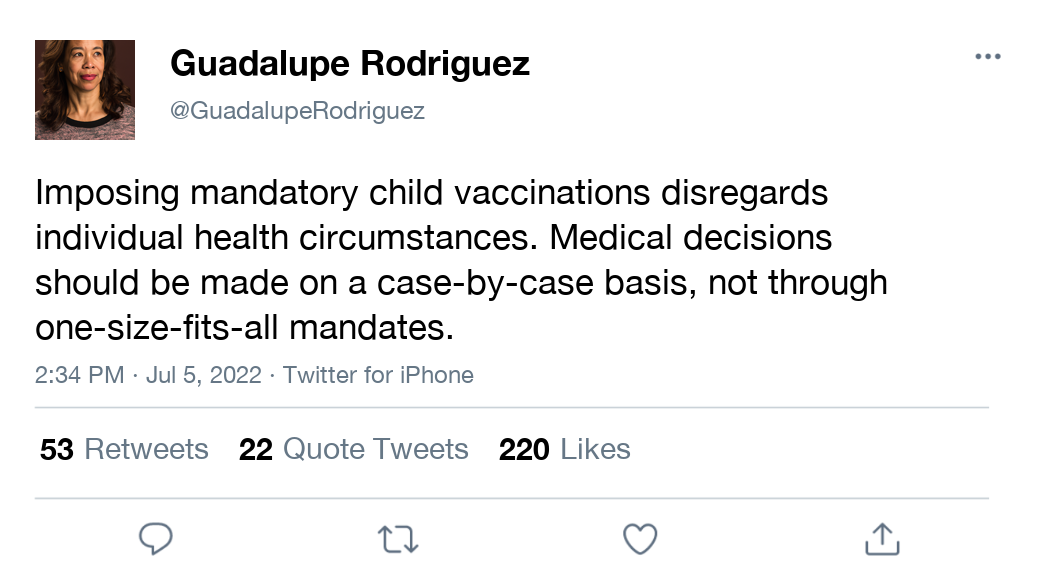 Guadalupe Rodriguez
@GuadalupeRodriguez
Imposing mandatory child vaccinations disregards
individual health circumstances. Medical decisions
should be made on a case-by-case basis, not through
one-size-fits-all mandates.
2:34 PM · Jul 5, 2022 · Twitter for iPhone
53 Retweets 22 Quote Tweets 220 Likes